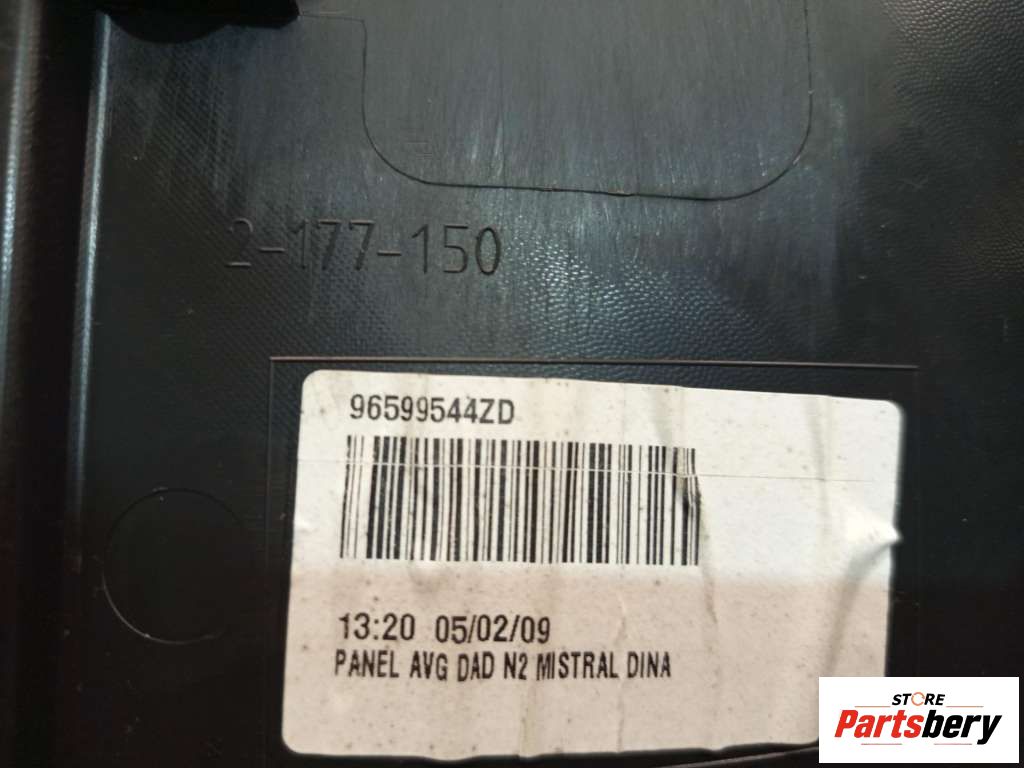 2-177-150
96599544ZD
13:20 05/02/09
PANEL AVG DAD N2 MISTRAL DINA
STORE
Partsbery